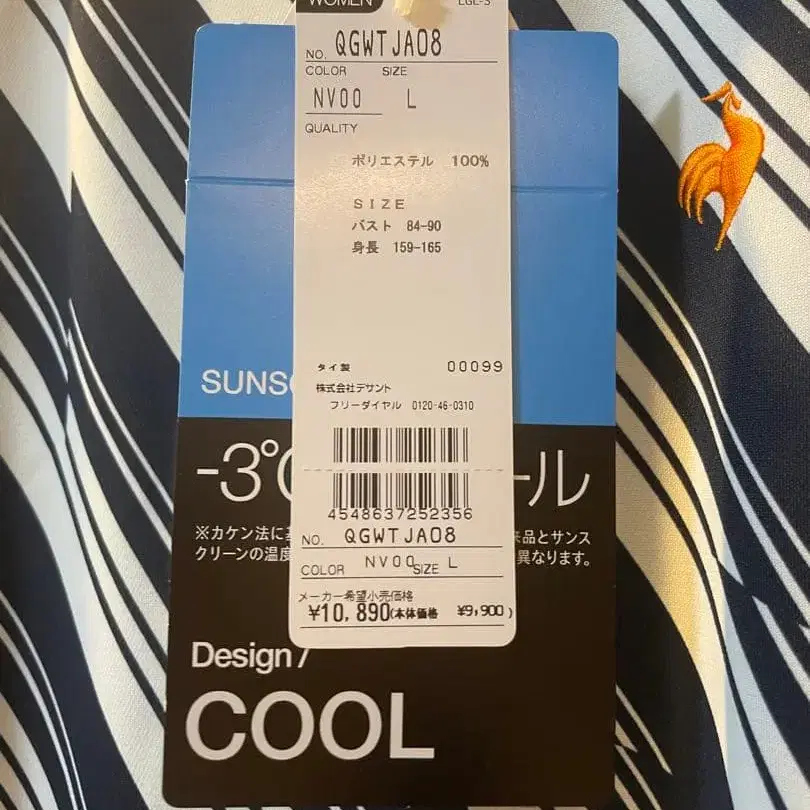 WOMEN
LGL-S
NO. QGWTJA08
COLOR SIZE
NV00 L
QUALITY
ポリエステル 100%
SIZE
バスト 84-90
身長 159-165
タイ製 00099
株式会社デサント
フリーダイヤル 0120-46-0310
4548637252356
NO. QGWTJA08
COLOR NV00 SIZE L
メーカー希望小売価格
¥10,890(本体価格 ¥9,900)
-3℃
ール
※カケン法に
品とサンス
クリーンの温度
異なります。
Design/
COOL